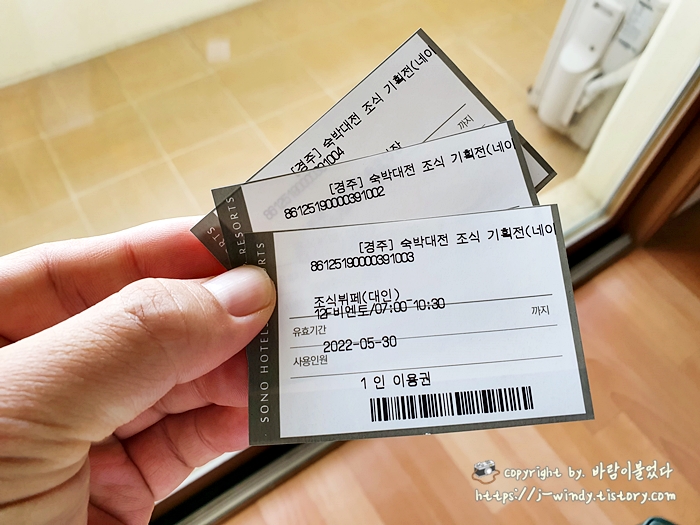 [경주] 숙박대전 조식 기획전(네이
1004
까지
RTS
[경주] 숙박대전 조식 기획전(네이
86125190000391002
RESORTS
[경주] 숙박대전 조식 기획전(네이
86125190000391003
조식뷔페(대인)
12F비엔토/07:00-10:30
까지
유효기간
2022-05-30
사용인원
1 인 이용권
SONO HOTELS
RTS
copyright by. 바람이불었다
https://j-windy.tistory.com